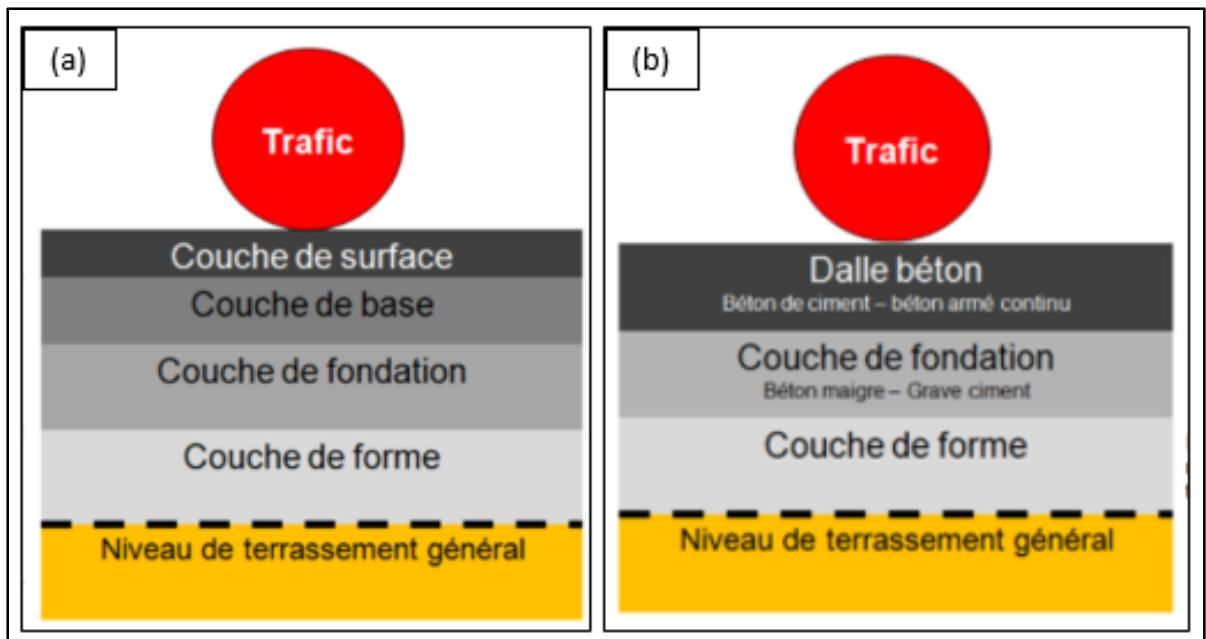 (a)
Trafic
Couche de surface
Couche de base
Couche de fondation
Couche de forme
Niveau de terrassement général
(b)
Trafic
Dalle béton
Béton de ciment – béton armé continu
Couche de fondation
Béton maigre – Grave ciment
Couche de forme
Niveau de terrassement général